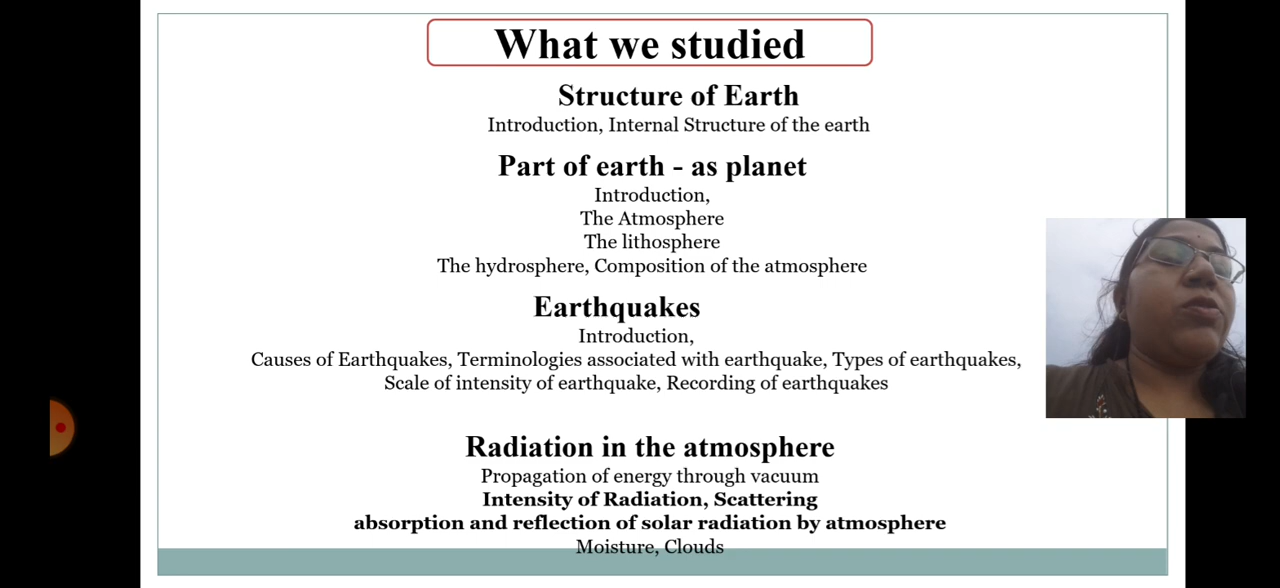 What we studied
Structure of Earth
Introduction, Internal Structure of the earth
Part of earth - as planet
Introduction,
The Atmosphere
The lithosphere
The hydrosphere, Composition of the atmosphere
Earthquakes
Introduction,
Causes of Earthquakes, Terminologies associated with earthquake, Types of earthquakes,
Scale of intensity of earthquake, Recording of earthquakes
Radiation in the atmosphere
Propagation of energy through vacuum
Intensity of Radiation, Scattering
absorption and reflection of solar radiation by atmosphere
Moisture, Clouds